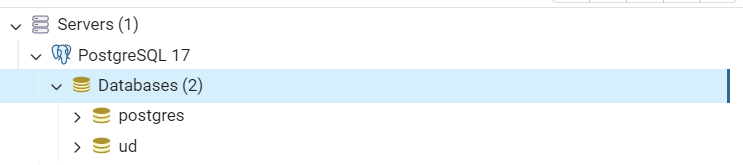 Servers (1)
PostgreSQL 17
Databases (2)
postgres
ud